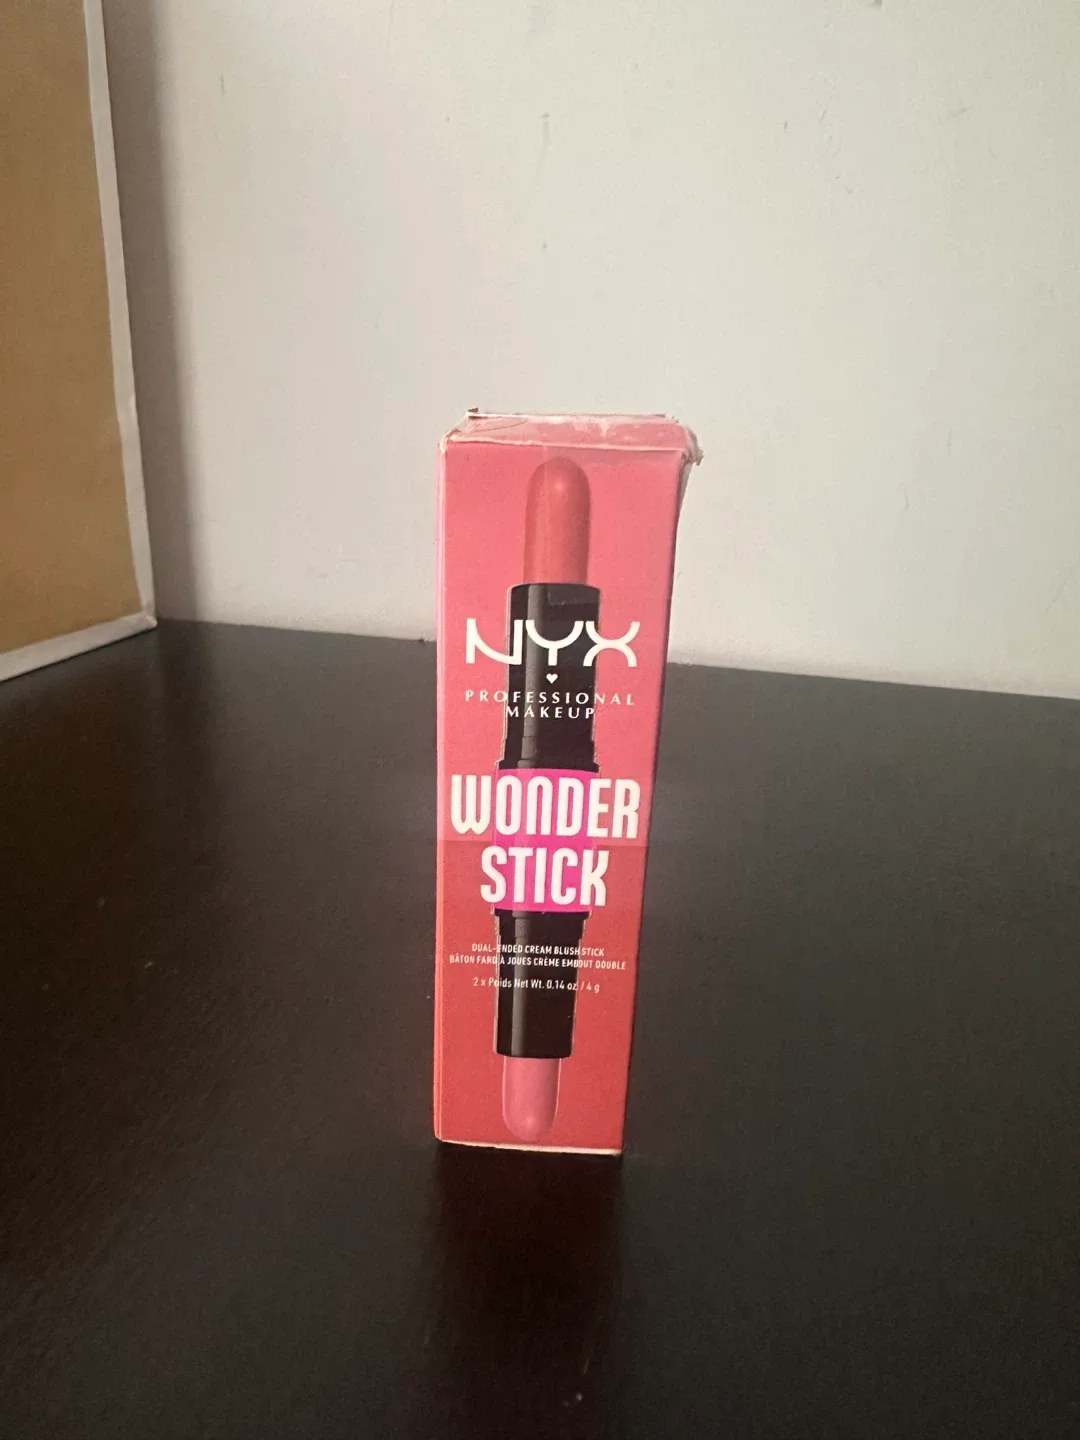 NYX
PROFESSIONAL
MAKEUP
WONDER
STICK
DUAL-ENDED CREAM BLUSH STICK
BÂTON FARD À JOUES CRÈME EMBOUT DOUBLE
2 x Poids Net Wt. 0.14 oz / 4 g